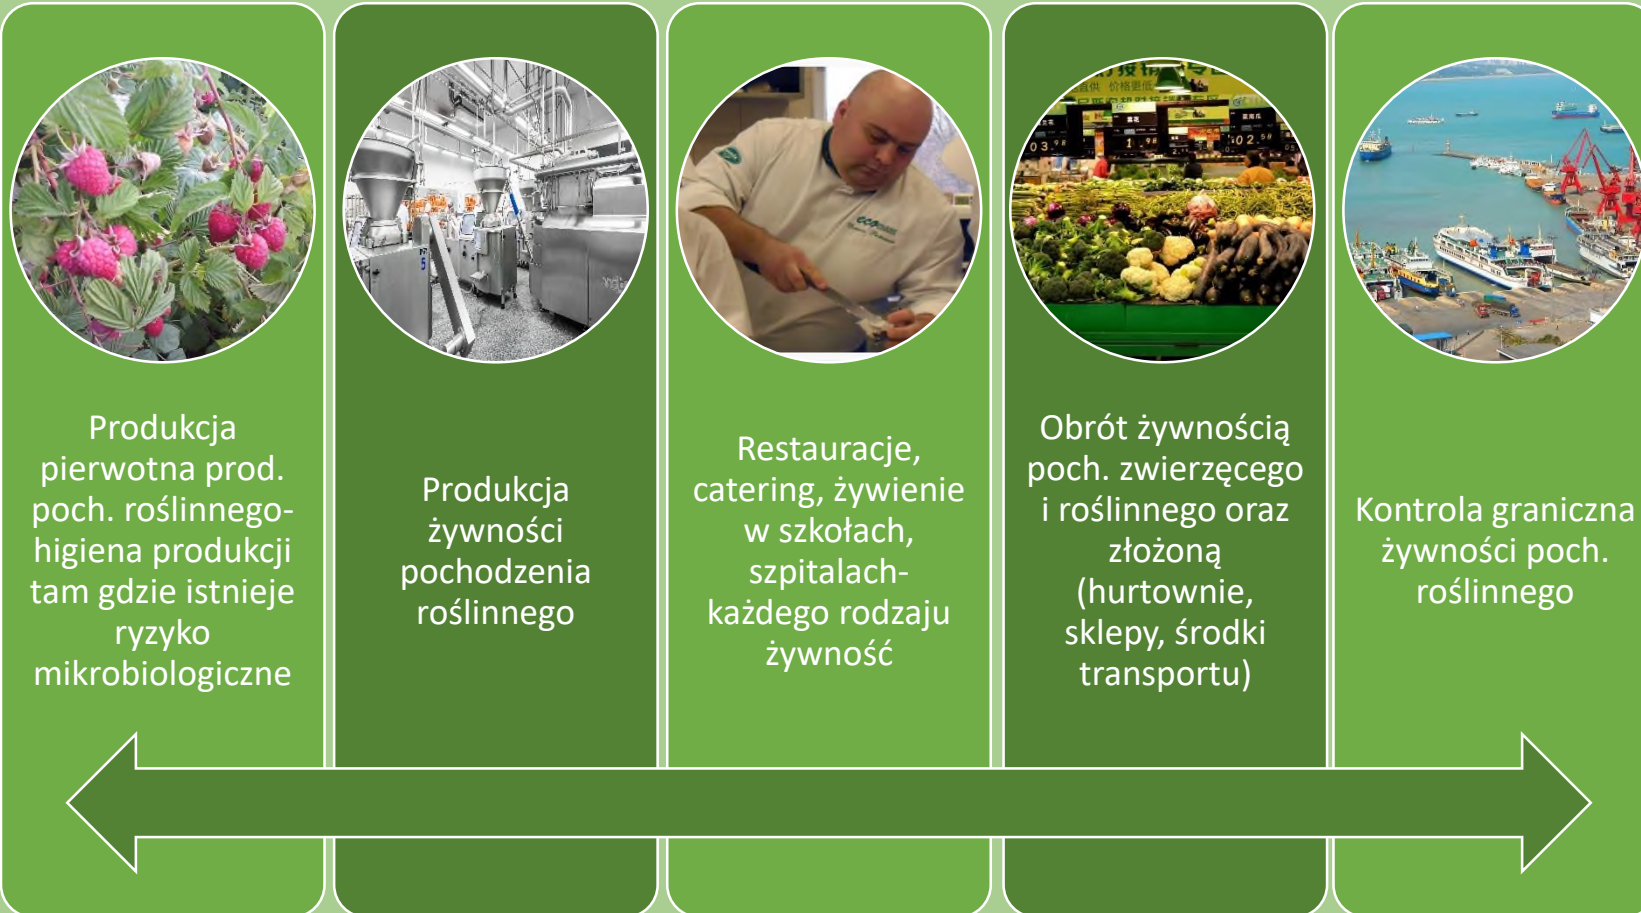 Produkcja
pierwotna prod.
poch. roślinnego-
higiena produkcji
tam gdzie istnieje
ryzyko
mikrobiologiczne
Produkcja
żywności
pochodzenia
roślinnego
Restauracje,
catering, żywienie
w szkołach,
szpitalach-
każdego rodzaju
żywność
Obrót żywnością
poch. zwierzęcego
i roślinnego oraz
złożoną
(hurtownie,
sklepy, środki
transportu)
Kontrola graniczna
żywności poch.
roślinnego